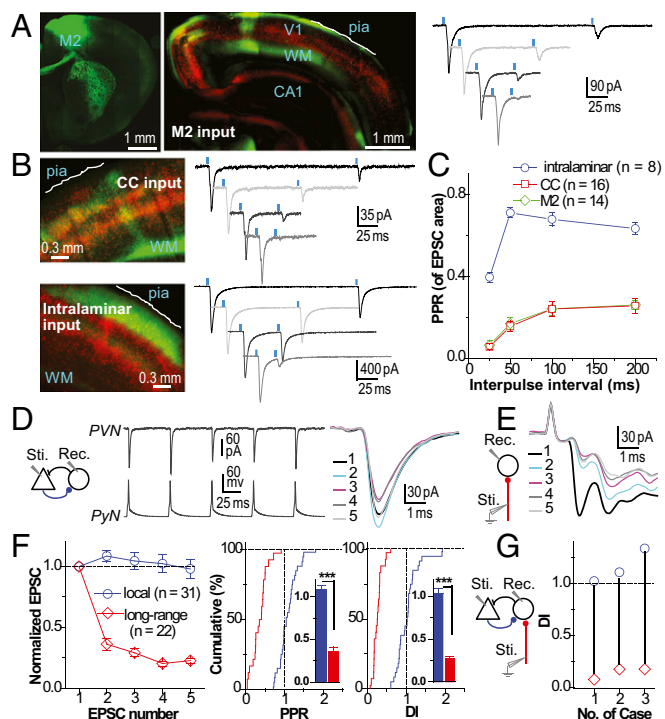 A
M2
1 mm
V1
pia
WM
CA1
M2 input
1 mm
90 pA
25 ms
B
pia
CC input
WM
0.3 mm
35 pA
25 ms
Intralaminar
input
pia
WM
0.3 mm
400 pA
25 ms
C
intralaminar (n = 8)
CC (n = 16)
M2 (n = 14)
PPR (of EPSC area)
0.8
0.4
0.0
0 50 100 150 200
Interpulse interval (ms)
D
Sti. Rec.
PVN
60
pA
60
mv
25 ms
PyN
1
2
3
4
5
30 pA
1 ms
E
Rec.
Sti.
30 pA
1 ms
1
2
3
4
5
F
Normalized EPSC
1.0
0.5
0.0
local (n = 31)
long-range
(n = 22)
1 2 3 4 5
EPSC number
Cumulative (%)
100
50
0
***
1.0
0.5
0.0
0 1 2
PPR
100
50
0
***
1.0
0.5
0.0
0 1 2
DI
G
Sti. Rec.
Sti.
DI
1.0
0.5
0.0
1 2 3
No. of Case